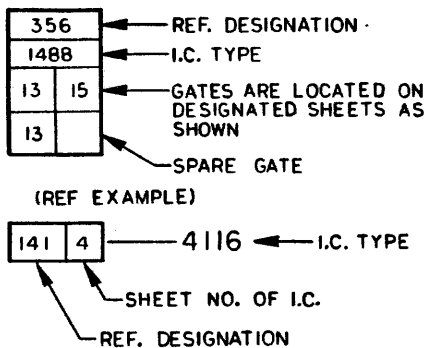 356 REF. DESIGNATION
1488 I.C. TYPE
13 15 GATES ARE LOCATED ON
DESIGNATED SHEETS AS
13 SHOWN
SPARE GATE
(REF EXAMPLE)
141 4 4116 I.C. TYPE
SHEET NO. OF I.C.
REF. DESIGNATION